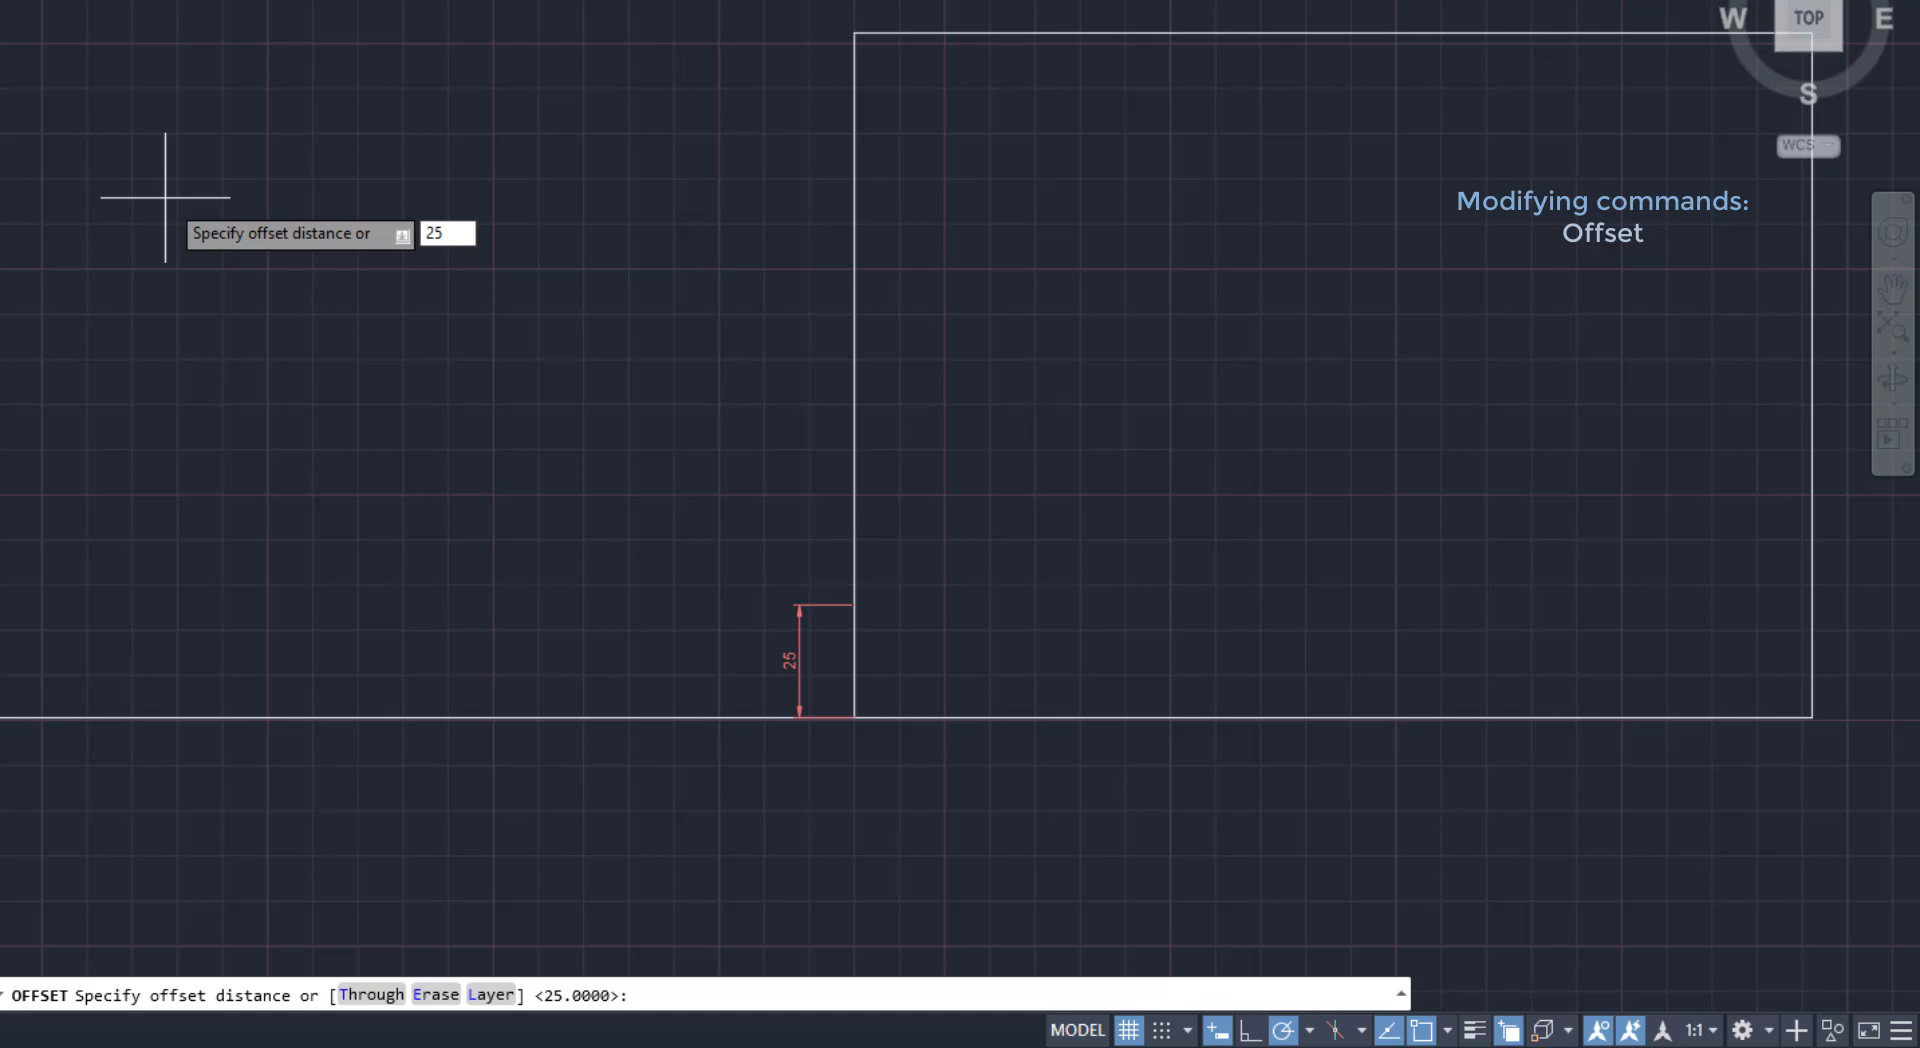 W TOP E
S
WCS
Modifying commands:
Offset
Specify offset distance or 25
25
OFFSET Specify offset distance or [Through Erase Layer] <25.0000>:
MODEL 1:1